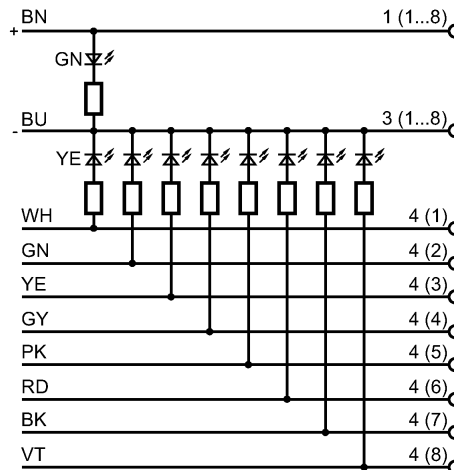 + BN 1 (1...8)
GN
- BU 3 (1...8)
YE
WH 4 (1)
GN 4 (2)
YE 4 (3)
GY 4 (4)
PK 4 (5)
RD 4 (6)
BK 4 (7)
VT 4 (8)